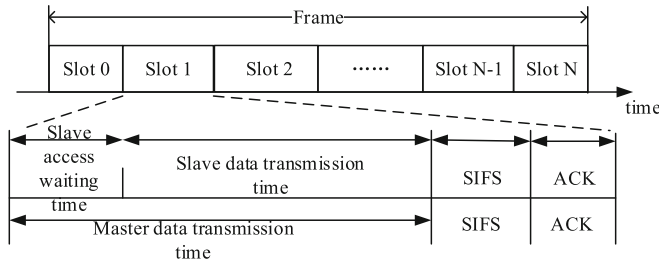 Frame
Slot 0 Slot 1 Slot 2 ...... Slot N-1 Slot N
time
Slave access waiting time
Slave data transmission time
SIFS
ACK
Master data transmission time
SIFS
ACK